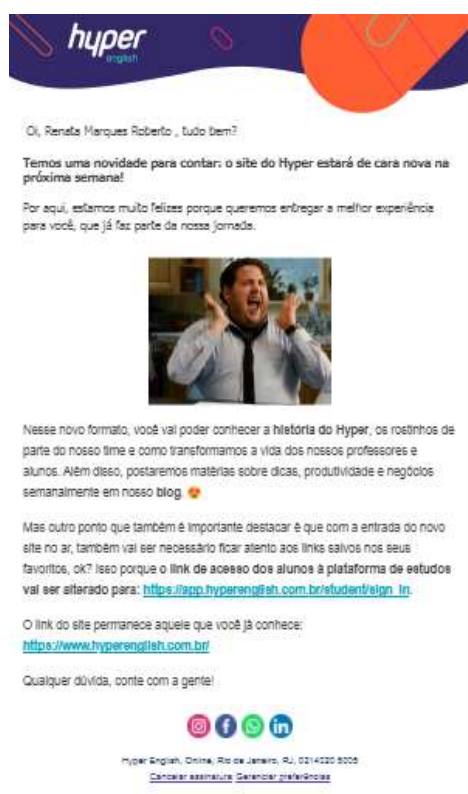 hyper
english
Oi, Renata Marques Roberto , tudo bem?
Temos uma novidade para contar: o site do Hyper estará de cara nova na
próxima semana!
Por aqui, estamos muito felizes porque queremos entregar a melhor experiência
para você, que já faz parte da nossa jornada.
Nesse novo formato, você vai poder conhecer a história do Hyper, os rostinhos de
parte do nosso time e como transformamos a vida dos nossos professores e
alunos. Além disso, postaremos matérias sobre dicas, produtividade e negócios
semanalmente em nosso blog. 😍
Mas outro ponto que também é importante destacar é que com a entrada do novo
site no ar, também vai ser necessário ficar atento aos links salvos nos seus
favoritos, ok? Isso porque o link de acesso dos alunos à plataforma de estudos
vai ser alterado para: https://app.hyperenglish.com.br/student/sign_in.
O link do site permanece aquele que você já conhece:
https://www.hyperenglish.com.br/
Qualquer dúvida, conte com a gente!
Hyper English, Online, Rio de Janeiro, RJ, 0214020 5005
Cancelar assinatura Gerenciar preferências